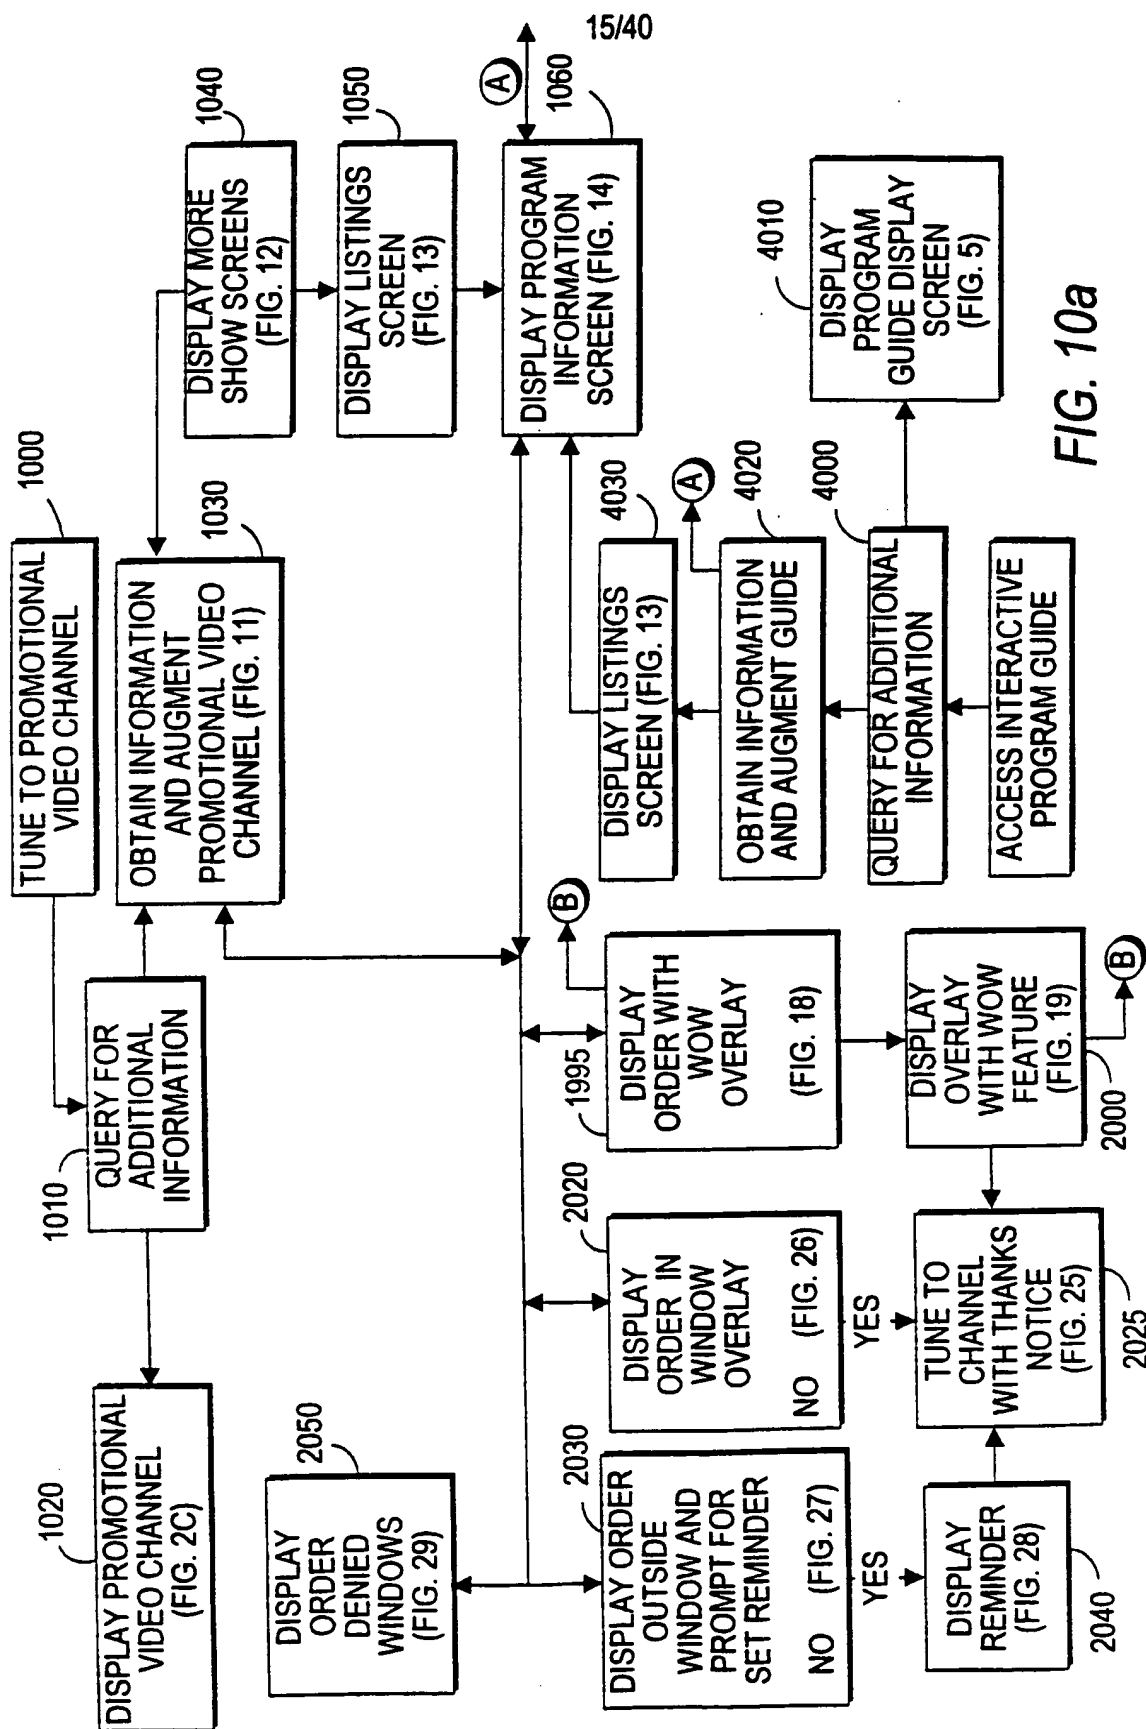 15/40
TUNE TO PROMOTIONAL
VIDEO CHANNEL
1000
1010
QUERY FOR
ADDITIONAL
INFORMATION
1020
DISPLAY PROMOTIONAL
VIDEO CHANNEL
(FIG. 2C)
OBTAIN INFORMATION
AND AUGMENT
PROMOTIONAL VIDEO
CHANNEL (FIG. 11)
1030
DISPLAY MORE
SHOW SCREENS
(FIG. 12)
1040
DISPLAY LISTINGS
SCREEN
(FIG. 13)
1050
DISPLAY PROGRAM
INFORMATION
SCREEN (FIG. 14)
1060
A
DISPLAY
ORDER
DENIED
WINDOWS
(FIG. 29)
2050
DISPLAY ORDER
OUTSIDE
WINDOW AND
PROMPT FOR
SET REMINDER
NO (FIG. 27)
2030
YES
DISPLAY
REMINDER
(FIG. 28)
2040
DISPLAY
ORDER IN
WINDOW
OVERLAY
NO (FIG. 26)
2020
YES
TUNE TO
CHANNEL
WITH THANKS
NOTICE
(FIG. 25)
2025
1995
DISPLAY
ORDER WITH
WOW
OVERLAY
(FIG. 18)
B
DISPLAY
OVERLAY
WITH WOW
FEATURE
(FIG. 19)
2000
B
DISPLAY LISTINGS
SCREEN (FIG. 13)
4030
A
OBTAIN INFORMATION
AND AUGMENT GUIDE
4020
QUERY FOR ADDITIONAL
INFORMATION
4000
ACCESS INTERACTIVE
PROGRAM GUIDE
DISPLAY
PROGRAM
GUIDE DISPLAY
SCREEN
(FIG. 5)
4010
FIG. 10a